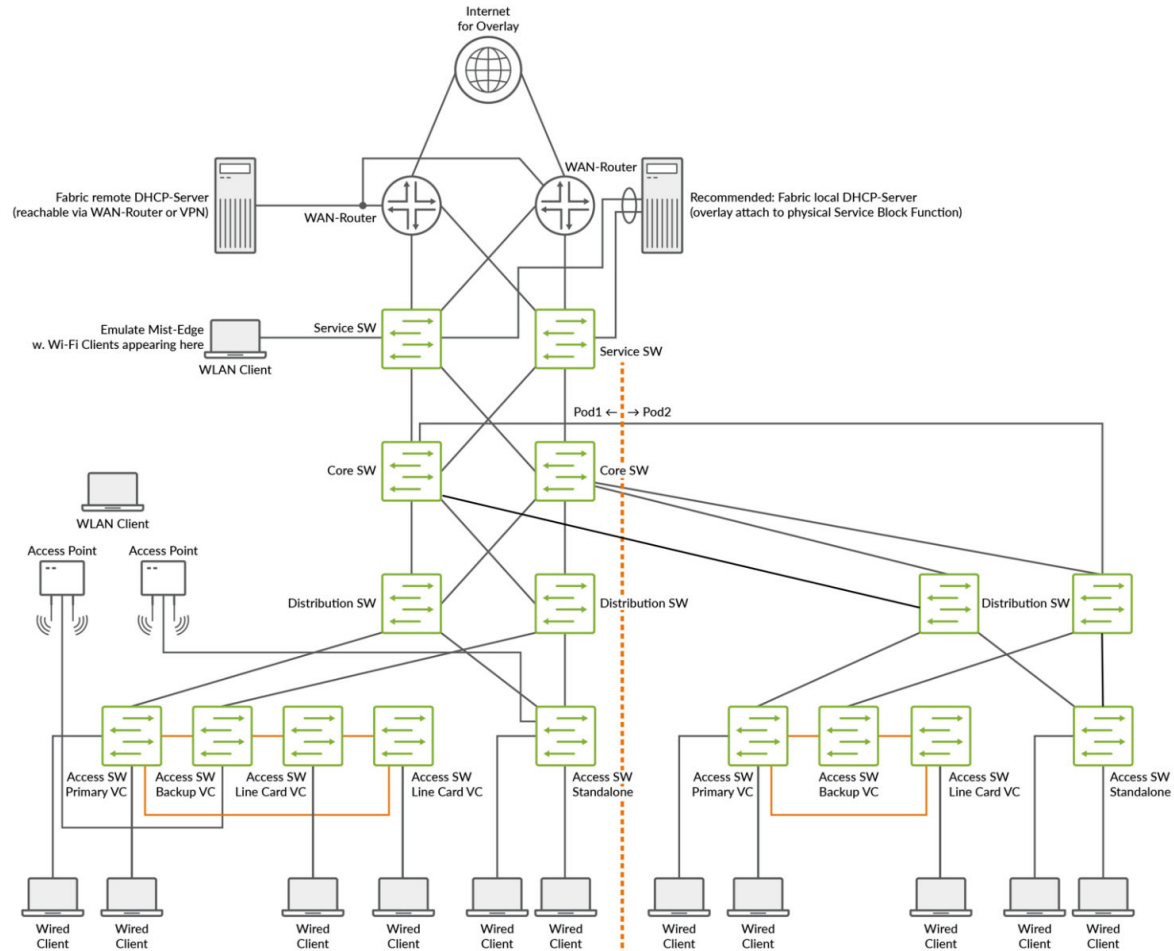 Internet
for Overlay
WAN-Router
Fabric remote DHCP-Server
(reachable via WAN-Router or VPN)
WAN-Router
Recommended: Fabric local DHCP-Server
(overlay attach to physical Service Block Function)
Emulate Mist-Edge
w. Wi-Fi Clients appearing here
WLAN Client
Service SW
Service SW
Pod1 ← → Pod2
Core SW
Core SW
WLAN Client
Access Point
Access Point
Distribution SW
Distribution SW
Distribution SW
Access SW
Primary VC
Access SW
Backup VC
Access SW
Line Card VC
Access SW
Line Card VC
Access SW
Standalone
Access SW
Primary VC
Access SW
Backup VC
Access SW
Line Card VC
Access SW
Standalone
Wired
Client
Wired
Client
Wired
Client
Wired
Client
Wired
Client
Wired
Client
Wired
Client
Wired
Client
Wired
Client
Wired
Client
Wired
Client